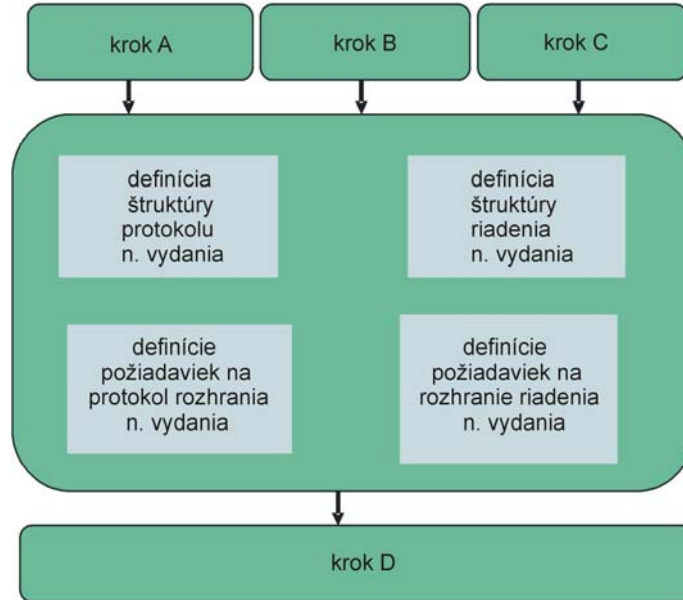 krok A
krok B
krok C
definícia
štruktúry
protokolu
n. vydania
definícia
štruktúry
riadenia
n. vydania
definície
požiadaviek na
protokol rozhrania
n. vydania
definície
požiadaviek na
rozhranie riadenia
n. vydania
krok D